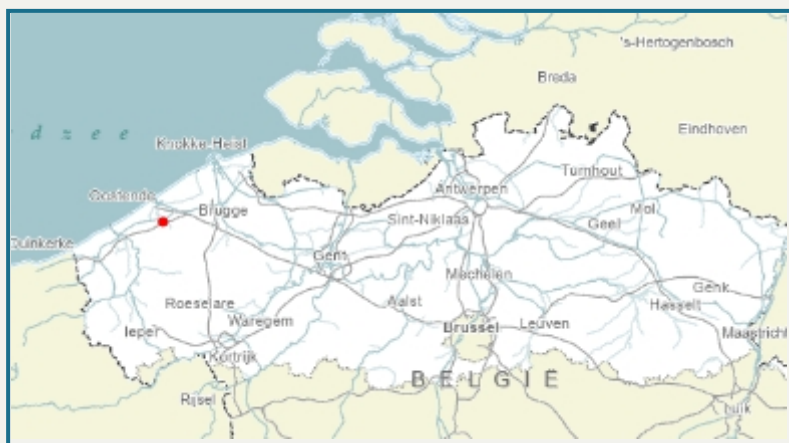 's-Hertogenbosch
Breda
d z e e
Eindhoven
Knokke-Heist
Turnhout
Oostende
Antwerpen
Brugge
Mol
Sint-Niklaas
Geel
Duinkerke
Gent
Mechelen
Genk
Roeselare
Aalst
Hasselt
Waregem
Ieper
Brussel
Leuven
Maastricht
Kortrijk
BELGIË
Rijsel
Luik